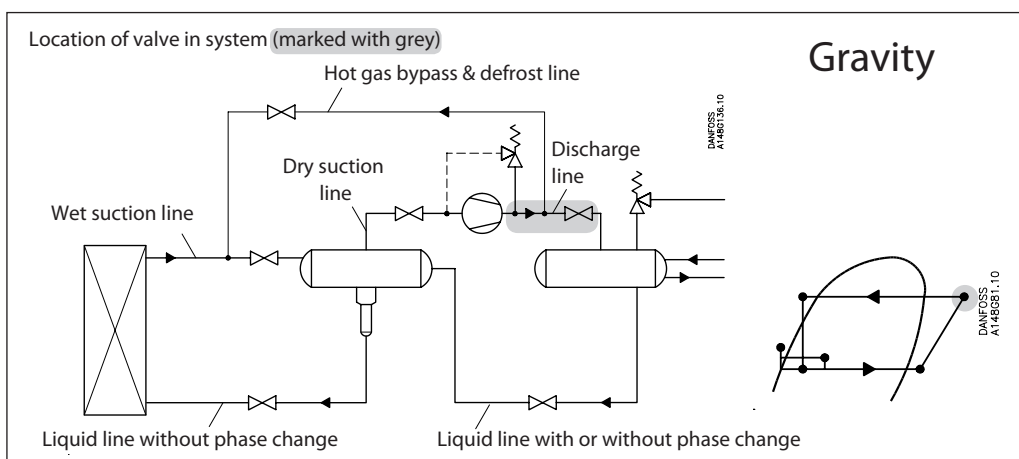 Location of valve in system (marked with grey)
Gravity
Hot gas bypass & defrost line
DANFOSS
A148G136.10
Discharge
line
Dry suction
line
Wet suction line
DANFOSS
A148G81.10
Liquid line without phase change
Liquid line with or without phase change